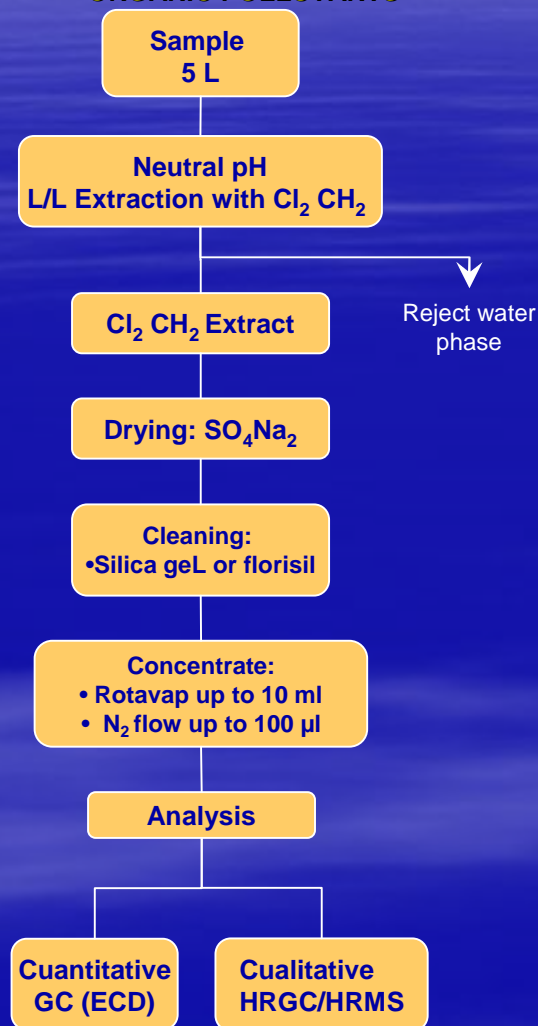 Sample
5 L
Neutral pH
L/L Extraction with Cl₂ CH₂
Reject water
phase
Cl₂ CH₂ Extract
Drying: SO₄Na₂
Cleaning:
•Silica geL or florisil
Concentrate:
• Rotavap up to 10 ml
• N₂ flow up to 100 µl
Analysis
Cuantitative
GC (ECD)
Cualitative
HRGC/HRMS